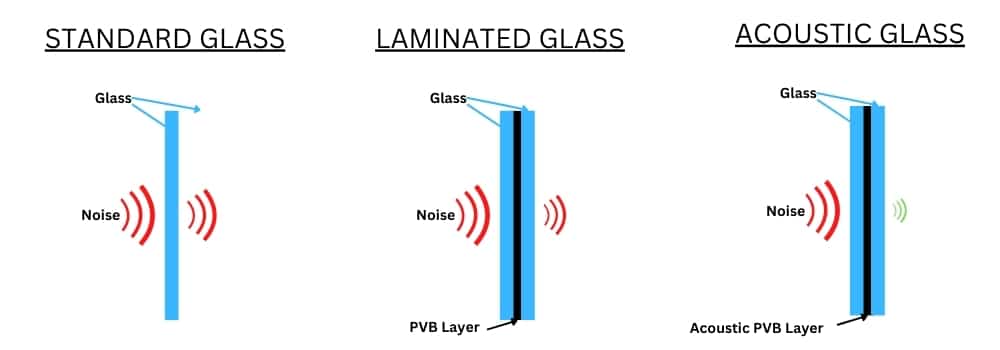 STANDARD GLASS
Glass
Noise
LAMINATED GLASS
Glass
Noise
PVB Layer
ACOUSTIC GLASS
Glass
Noise
Acoustic PVB Layer